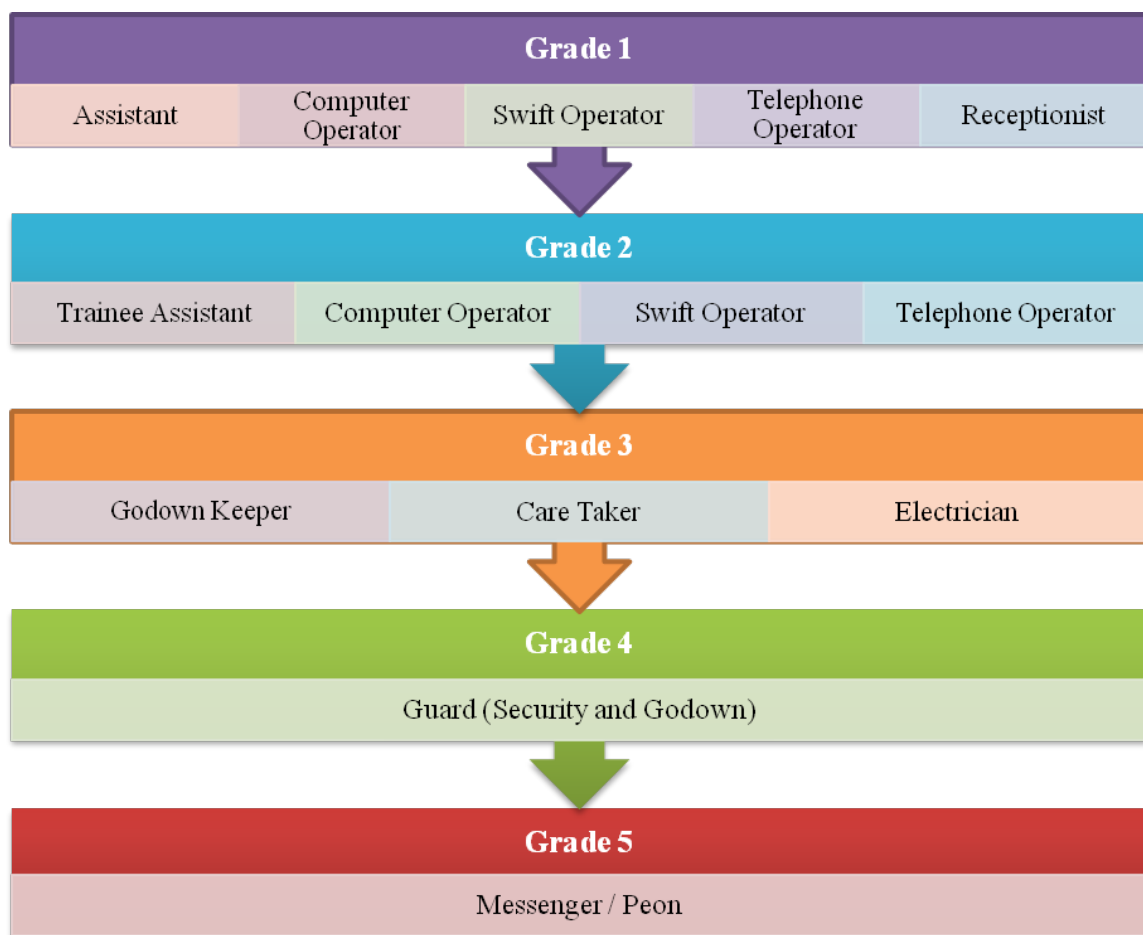 Grade 1
Assistant
Computer
Operator
Swift Operator
Telephone
Operator
Receptionist
Grade 2
Trainee Assistant
Computer Operator
Swift Operator
Telephone Operator
Grade 3
Godown Keeper
Care Taker
Electrician
Grade 4
Guard (Security and Godown)
Grade 5
Messenger / Peon